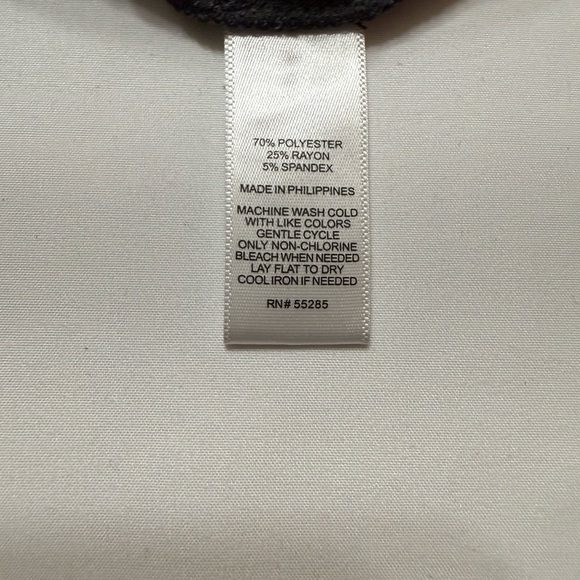 70% POLYESTER
25% RAYON
5% SPANDEX
MADE IN PHILIPPINES
MACHINE WASH COLD
WITH LIKE COLORS
GENTLE CYCLE
ONLY NON-CHLORINE
BLEACH WHEN NEEDED
LAY FLAT TO DRY
COOL IRON IF NEEDED
RN# 55285